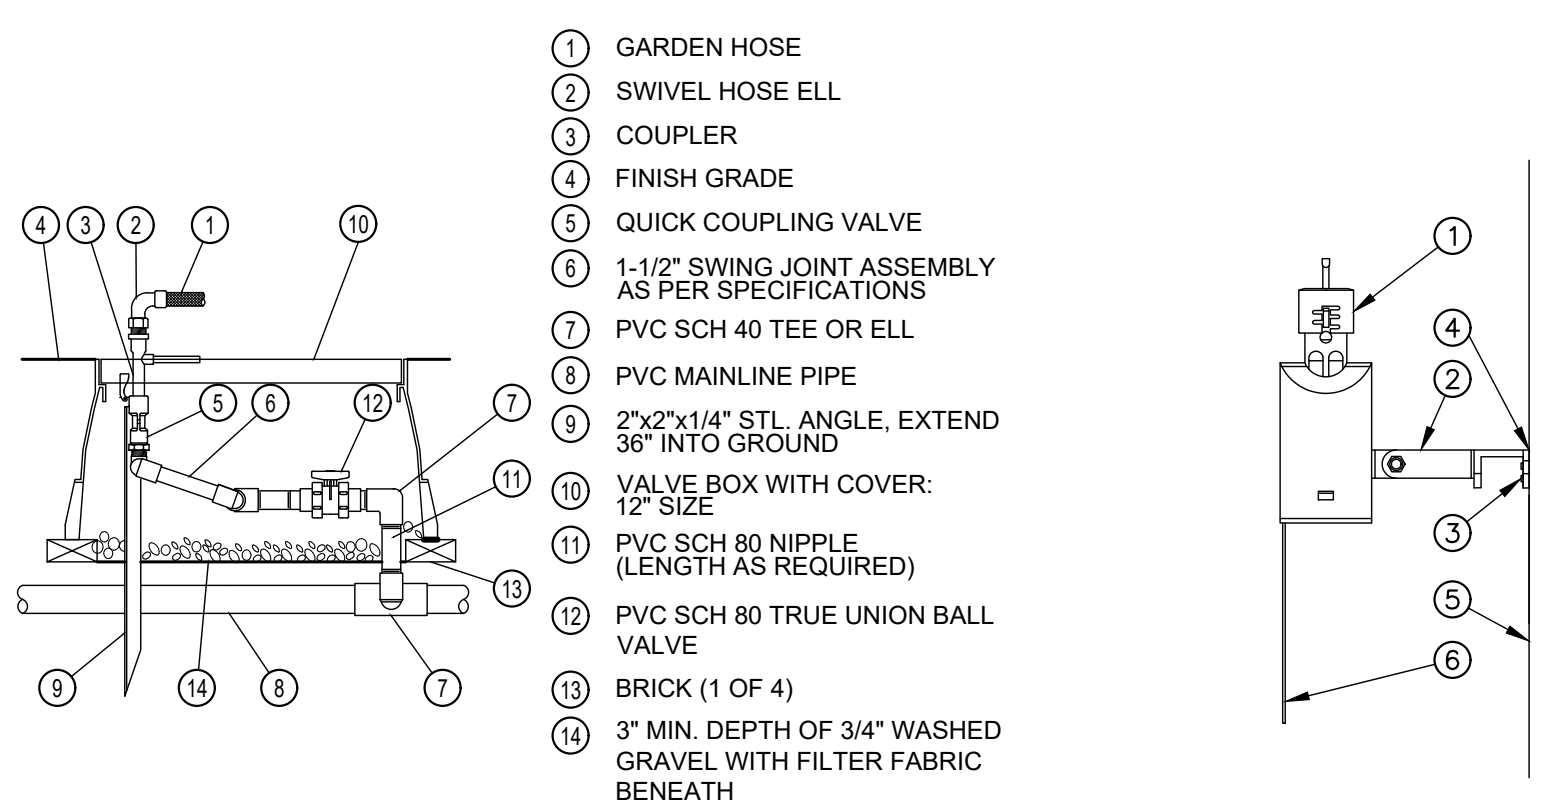 1 GARDEN HOSE
2 SWIVEL HOSE ELL
3 COUPLER
4 FINISH GRADE
5 QUICK COUPLING VALVE
6 1-1/2" SWING JOINT ASSEMBLY
AS PER SPECIFICATIONS
7 PVC SCH 40 TEE OR ELL
8 PVC MAINLINE PIPE
9 2"x2"x1/4" STL. ANGLE, EXTEND
36" INTO GROUND
10 VALVE BOX WITH COVER:
12" SIZE
11 PVC SCH 80 NIPPLE
(LENGTH AS REQUIRED)
12 PVC SCH 80 TRUE UNION BALL
VALVE
13 BRICK (1 OF 4)
14 3" MIN. DEPTH OF 3/4" WASHED
GRAVEL WITH FILTER FABRIC
BENEATH
4 3 2 1 10
5 6 12 7
11
13
9 14 8 7
1
4
2
3
5
6